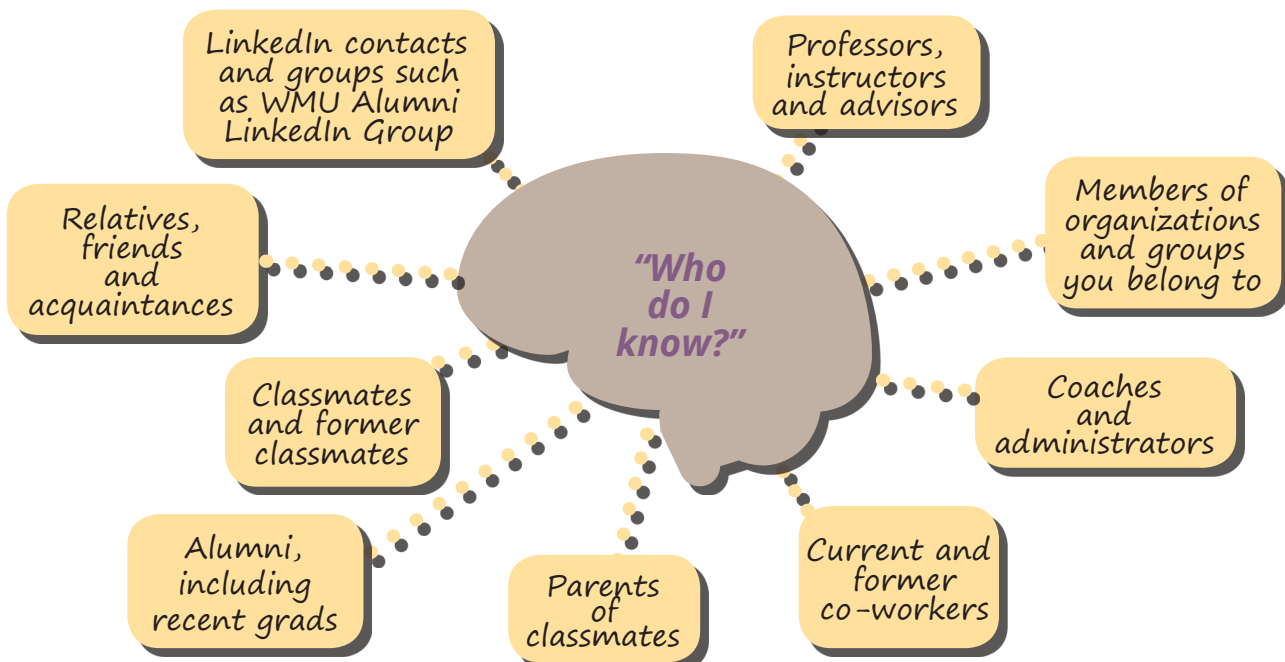 LinkedIn contacts
and groups such
as WMU Alumni
LinkedIn Group
Professors,
instructors
and advisors
Members of
organizations
and groups
you belong to
Relatives,
friends
and
acquaintances
“Who
do I
know?”
Classmates
and former
classmates
Coaches
and
administrators
Alumni,
including
recent grads
Parents
of
classmates
Current and
former
co-workers